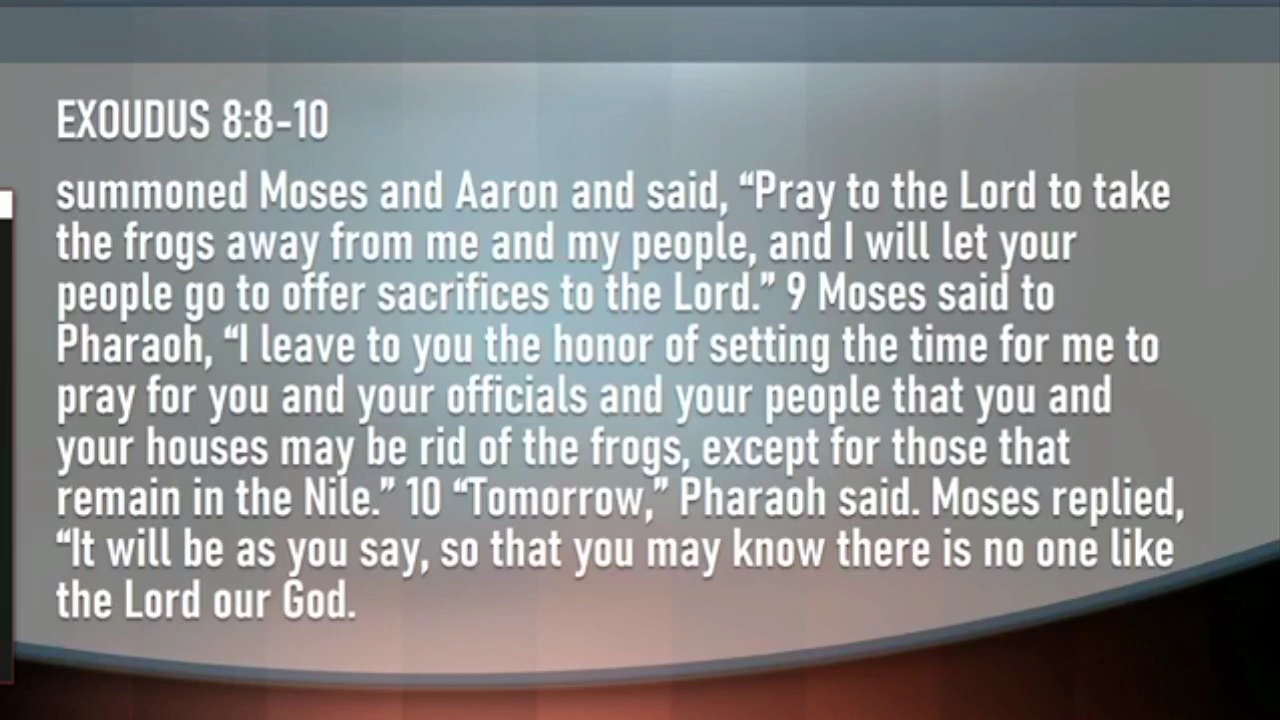 EXOUDUS 8:8-10
summoned Moses and Aaron and said, “Pray to the Lord to take
the frogs away from me and my people, and I will let your
people go to offer sacrifices to the Lord.” 9 Moses said to
Pharaoh, “I leave to you the honor of setting the time for me to
pray for you and your officials and your people that you and
your houses may be rid of the frogs, except for those that
remain in the Nile.” 10 “Tomorrow,” Pharaoh said. Moses replied,
“It will be as you say, so that you may know there is no one like
the Lord our God.